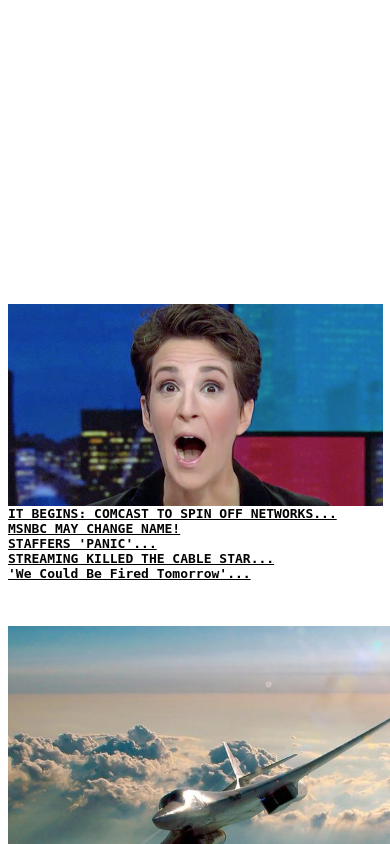 IT BEGINS: COMCAST TO SPIN OFF NETWORKS...
MSNBC MAY CHANGE NAME!
STAFFERS 'PANIC'...
STREAMING KILLED THE CABLE STAR...
'We Could Be Fired Tomorrow'...